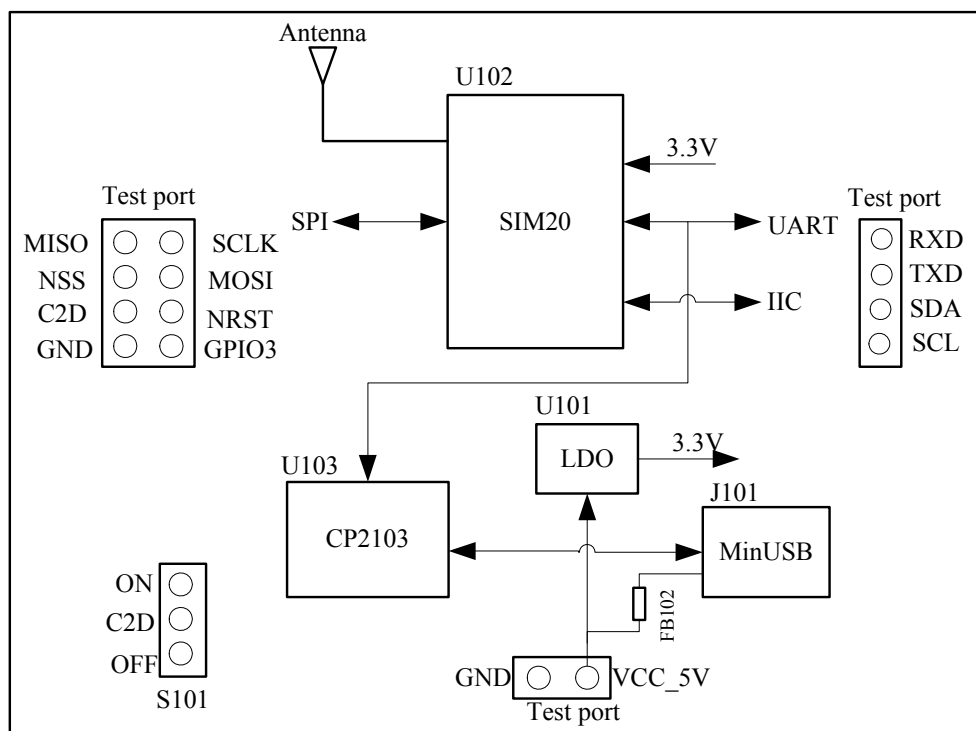 Antenna
U102
3.3V
Test port
SPI
SIM20
UART
Test port
MISO
SCLK
RXD
NSS
MOSI
TXD
C2D
NRST
IIC
SDA
GND
GPIO3
SCL
U101
LDO
3.3V
U103
J101
CP2103
MinUSB
ON
C2D
FB102
OFF
GND
VCC_5V
S101
Test port